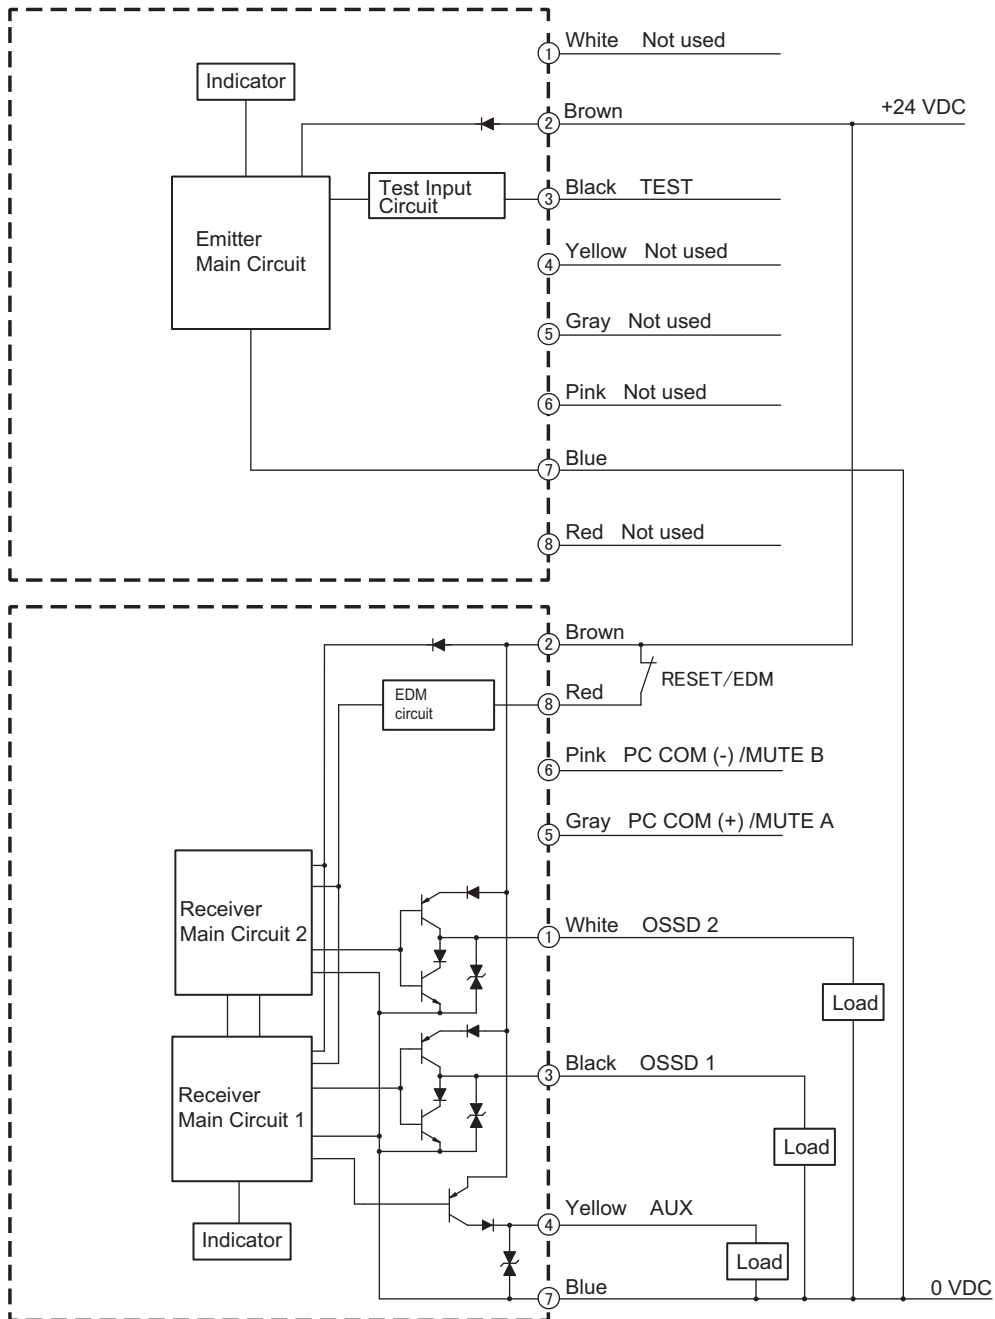 ① White Not used
Indicator
② Brown
+24 VDC
Test Input
Circuit
③ Black TEST
Emitter
Main Circuit
④ Yellow Not used
⑤ Gray Not used
⑥ Pink Not used
⑦ Blue
⑧ Red Not used
② Brown
RESET/EDM
EDM
circuit
⑧ Red
⑥ Pink PC COM (-) /MUTE B
⑤ Gray PC COM (+) /MUTE A
Receiver
Main Circuit 2
① White OSSD 2
Load
③ Black OSSD 1
Receiver
Main Circuit 1
Load
④ Yellow AUX
Indicator
Load
⑦ Blue
0 VDC